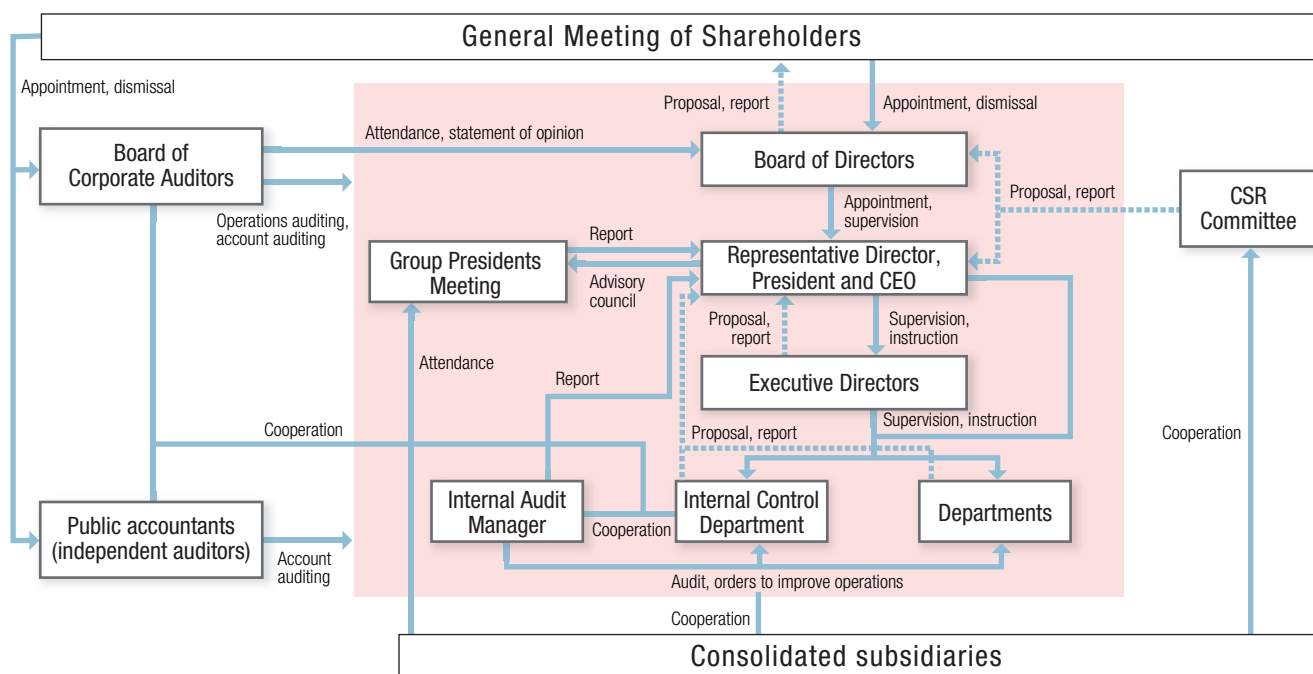 General Meeting of Shareholders
Appointment, dismissal
Proposal, report
Appointment, dismissal
Attendance, statement of opinion
Board of
Corporate Auditors
Board of Directors
Proposal, report
CSR
Committee
Operations auditing,
account auditing
Appointment,
supervision
Report
Group Presidents
Meeting
Advisory
council
Representative Director,
President and CEO
Proposal,
report
Supervision,
instruction
Attendance
Report
Executive Directors
Supervision, instruction
Cooperation
Proposal, report
Cooperation
Internal Audit
Manager
Cooperation
Internal Control
Department
Departments
Public accountants
(independent auditors)
Account
auditing
Audit, orders to improve operations
Cooperation
Consolidated subsidiaries